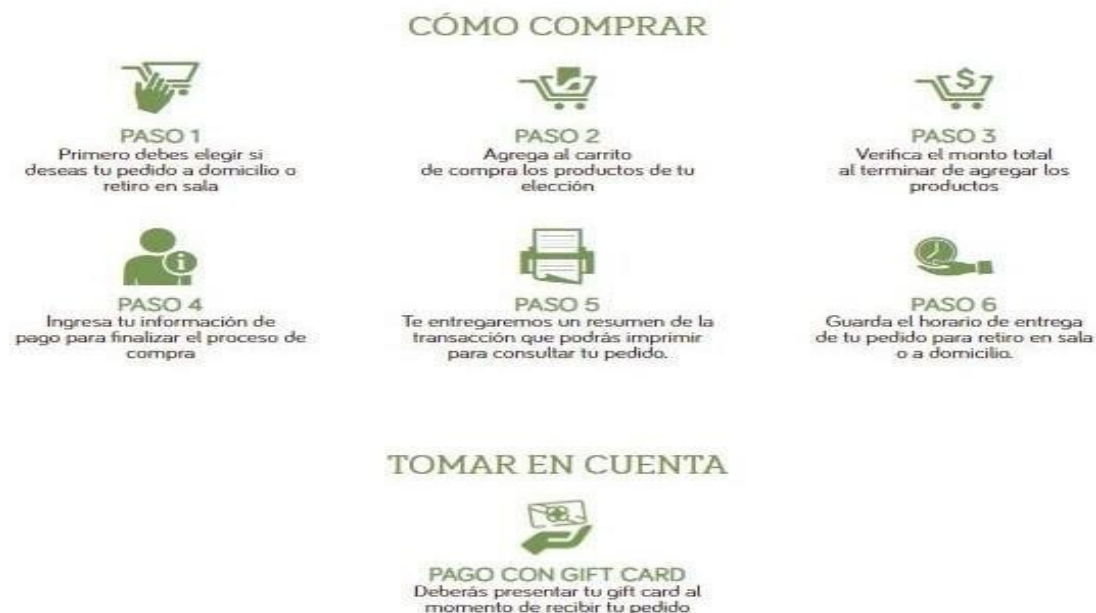 CÓMO COMPRAR
PASO 1
Primero debes elegir si
deseas tu pedido a domicilio o
retiro en sala
PASO 2
Agrega al carrito
de compra los productos de tu
elección
PASO 3
Verifica el monto total
al terminar de agregar los
productos
PASO 4
Ingresa tu información de
pago para finalizar el proceso de
compra
PASO 5
Te entregaremos un resumen de la
transacción que podrás imprimir
para consultar tu pedido.
PASO 6
Guarda el horario de entrega
de tu pedido para retiro en sala
o a domicilio.
TOMAR EN CUENTA
PAGO CON GIFT CARD
Deberás presentar tu gift card al
momento de recibir tu pedido